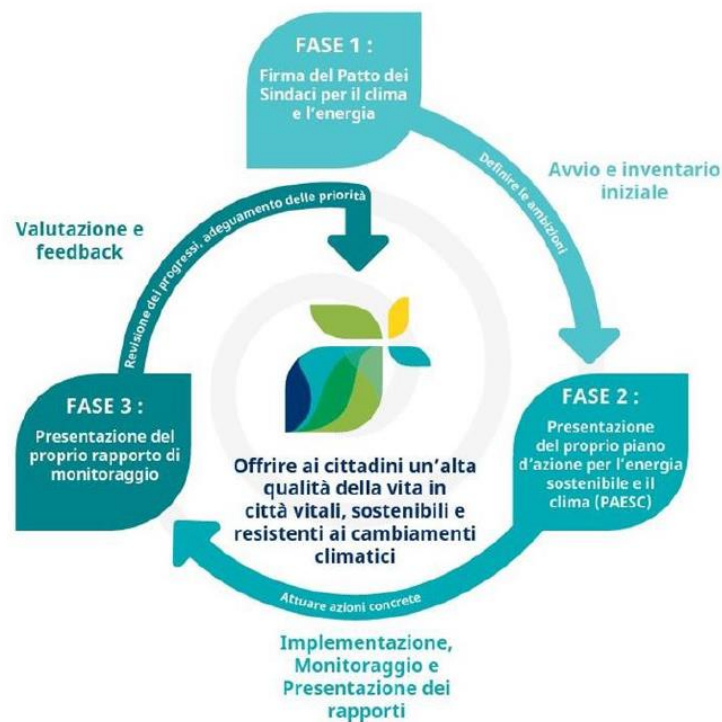 FASE 1 :
Firma del Patto dei
Sindaci per il clima
e l'energia
Definire le ambizioni
Avvio e inventario
iniziale
FASE 2 :
Presentazione
del proprio piano
d'azione per l'energia
sostenibile e il
clima (PAESC)
Attuare azioni concrete
Implementazione,
Monitoraggio e
Presentazione dei
rapporti
FASE 3 :
Presentazione del
proprio rapporto di
monitoraggio
Revisione dei progressi, adeguamento delle priorità
Valutazione e
feedback
Offrire ai cittadini un'alta
qualità della vita in
città vitali, sostenibili e
resistenti ai cambiamenti
climatici